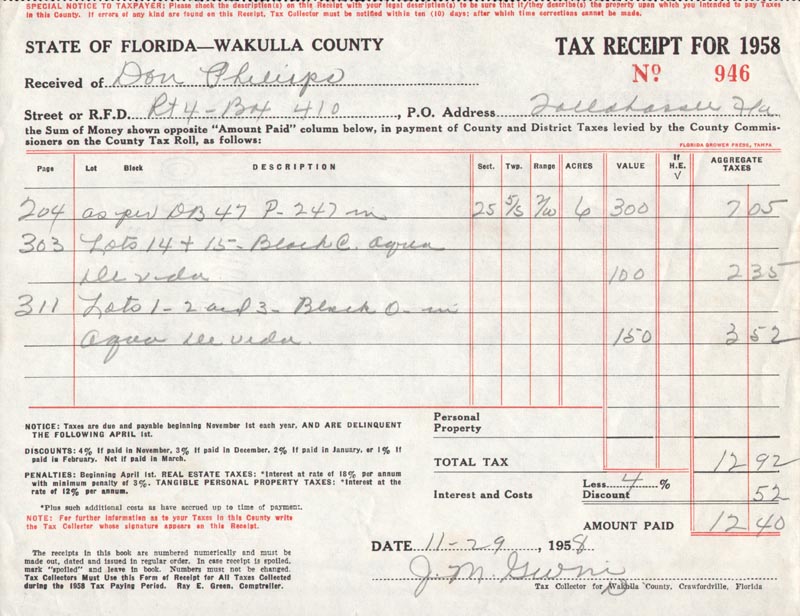 SPECIAL NOTICE TO TAXPAYER: Please check the description(s) on this Receipt with your legal description(s) to be sure that it/they describe(s) the property upon which you intended to pay Taxes
in this County. If errors of any kind are found on this Receipt, Tax Collector must be notified within ten (10) days; after which time corrections cannot be made.
STATE OF FLORIDA—WAKULLA COUNTY TAX RECEIPT FOR 1958
Received of Don Philips Nº 946
Street or R.F.D. Rt 4 - Box 410, P.O. Address Tallahassee Fla
the Sum of Money shown opposite "Amount Paid" column below, in payment of County and District Taxes levied by the County Commis-
sioners on the County Tax Roll, as follows:
FLORIDA GROWER PRESS, TAMPA
Page Lot Block DESCRIPTION Sect. Twp. Range ACRES VALUE If H.E. √ AGGREGATE TAXES
204 as per DB 47 P- 247 m 25 5/S 2/W 6 300 7 05
303 Lots 14 + 15 - Block C. Aqua
De vida 100 2 35
311 Lots 1 - 2 and 3 - Block O - in
Aqua De vida. 150 3 52
NOTICE: Taxes are due and payable beginning November 1st each year, AND ARE DELINQUENT
THE FOLLOWING APRIL 1st.
Personal
Property
DISCOUNTS: 4% If paid in November, 3% if paid in December, 2% if paid in January, or 1% if
paid in February. Net if paid in March.
TOTAL TAX 12 92
PENALTIES: Beginning April 1st. REAL ESTATE TAXES: *Interest at rate of 18% per annum
with minimum penalty of 3%. TANGIBLE PERSONAL PROPERTY TAXES: *Interest at the
rate of 12% per annum.
Interest and Costs Less 4 %
Discount 52
*Plus such additional costs as have accrued up to time of payment.
NOTE: For further information as to your Taxes in this County write
the Tax Collector whose signature appears on this Receipt.
AMOUNT PAID 12 40
DATE 11-29, 1958
The receipts in this book are numbered numerically and must be
made out, dated and issued in regular order. In case receipt is spoiled,
mark "spoiled" and leave in book. Numbers must not be changed.
Tax Collectors Must Use this Form of Receipt for All Taxes Collected
during the 1958 Tax Paying Period. Ray E. Green, Comptroller.
J. M.
Tax Collector for Wakulla County, Crawfordville, Florida